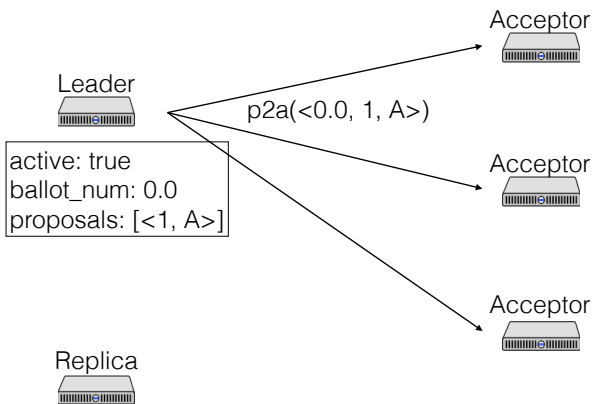 Acceptor
Leader
p2a(<0.0, 1, A>)
active: true
ballot_num: 0.0
proposals: [<1, A>]
Acceptor
Acceptor
Replica